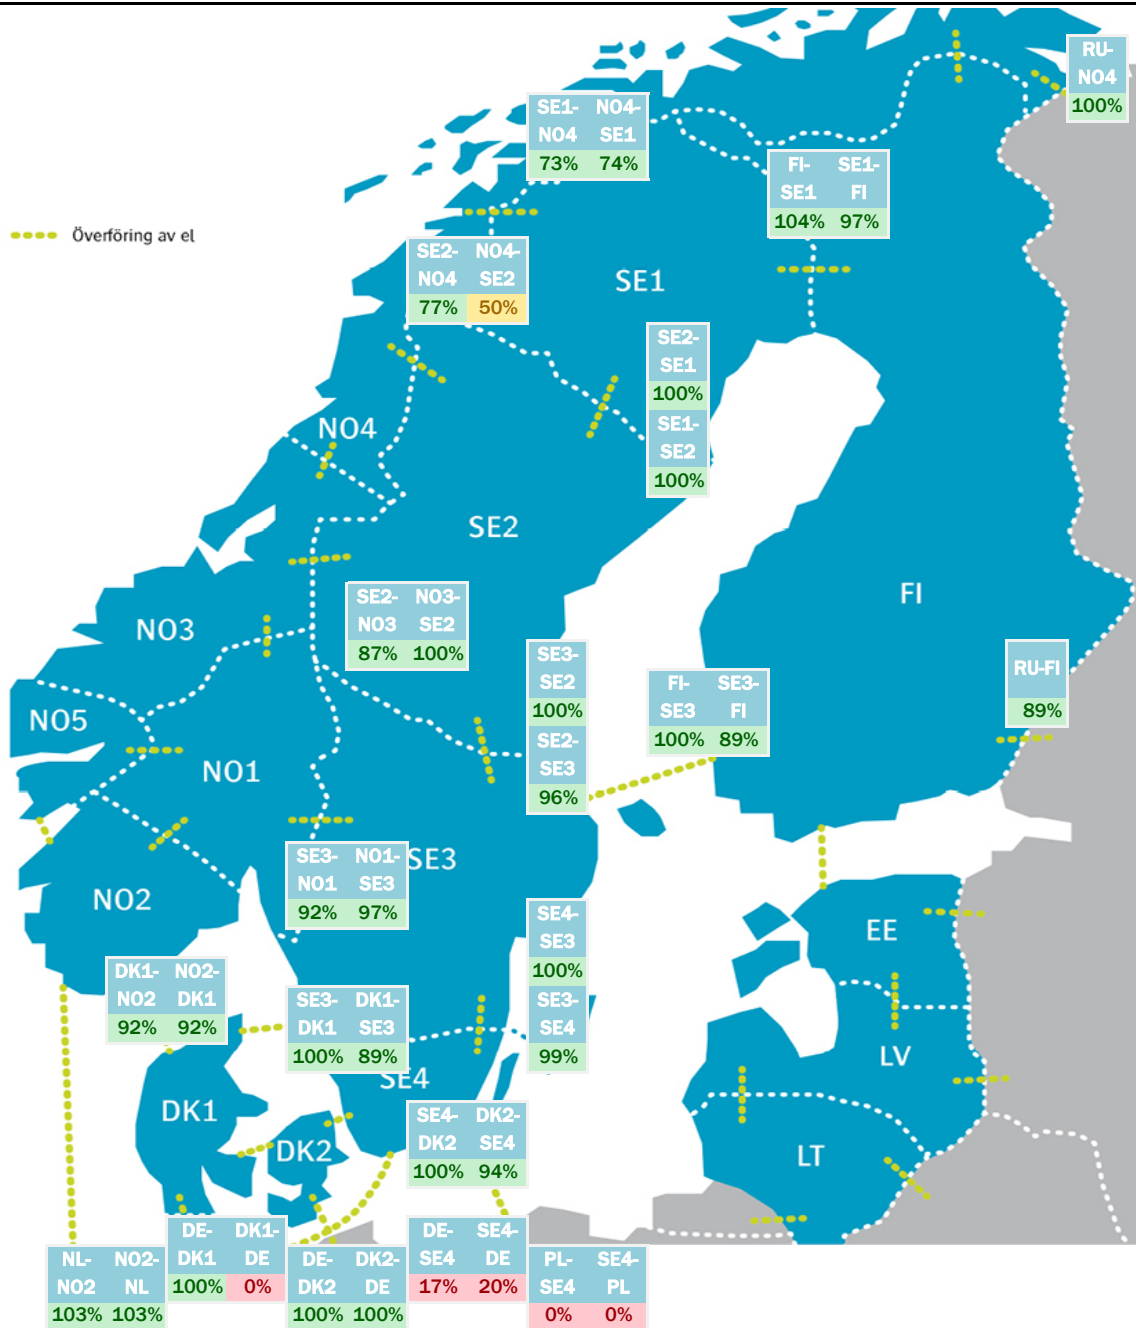 RU-
NO4
100%
SE1- NO4-
NO4 SE1
73% 74%
FI- SE1-
SE1 FI
104% 97%
Överföring av el
SE2- NO4-
NO4 SE2
77% 50%
SE1
SE2-
SE1
100%
SE1-
SE2
100%
NO4
SE2
FI
SE2- NO3-
NO3 SE2
87% 100%
NO3
SE3-
SE2
100%
SE2-
SE3
96%
FI- SE3-
SE3 FI
100% 89%
RU-FI
89%
NO5
NO1
SE3- NO1-
NO1 SE3
92% 97%
SE3
NO2
SE4-
SE3
100%
SE3-
SE4
99%
EE
DK1- NO2-
NO2 DK1
92% 92%
SE3- DK1-
DK1 SE3
100% 89%
LV
SE4
DK1
SE4- DK2-
DK2 SE4
100% 94%
DK2
LT
DE- DK1-
DK1 DE
100% 0%
DE- SE4-
SE4 DE
17% 20%
NL- NO2-
NO2 NL
103% 103%
DE- DK2-
DK2 DE
100% 100%
PL- SE4-
SE4 PL
0% 0%